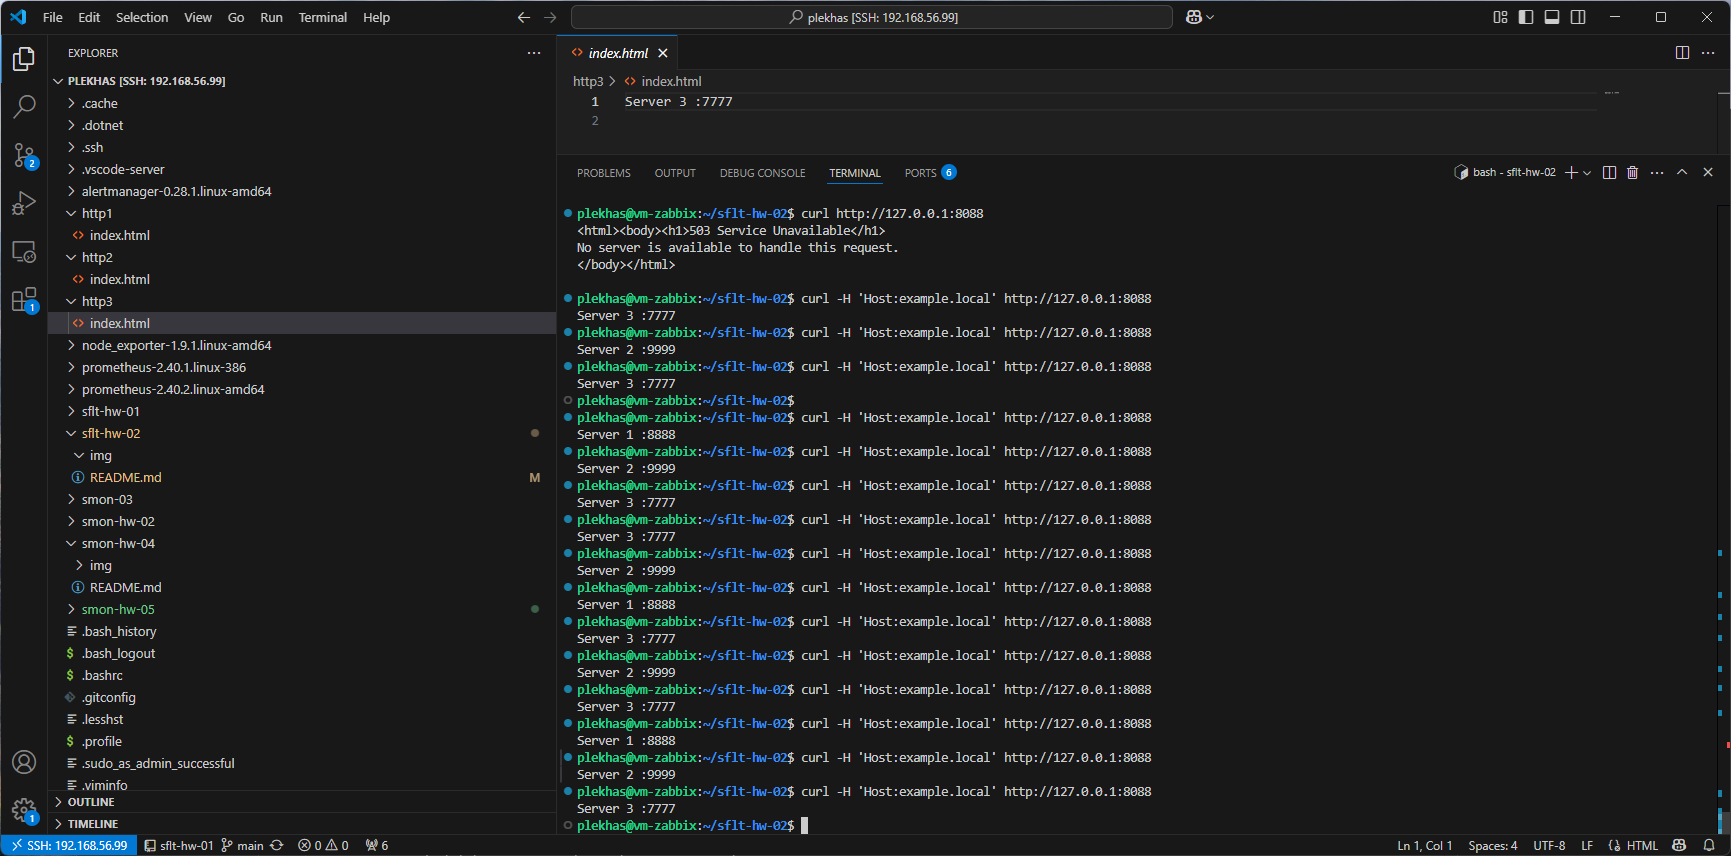 File Edit Selection View Go Run Terminal Help
plekhas [SSH: 192.168.56.99]
EXPLORER
PLEKHAS [SSH: 192.168.56.99]
.cache
.dotnet
.ssh
.vscode-server
alertmanager-0.28.1.linux-amd64
http1
index.html
http2
index.html
http3
index.html
node_exporter-1.9.1.linux-amd64
prometheus-2.40.1.linux-386
prometheus-2.40.2.linux-amd64
sflt-hw-01
sflt-hw-02
img
README.md M
smon-03
smon-hw-02
smon-hw-04
img
README.md
smon-hw-05
.bash_history
.bash_logout
.bashrc
.gitconfig
.lesshst
.profile
.sudo_as_admin_successful
.viminfo
OUTLINE
TIMELINE
2
1
1
index.html
http3 > index.html
1 Server 3 :7777
2
PROBLEMS OUTPUT DEBUG CONSOLE TERMINAL PORTS 6
bash - sflt-hw-02
plekhas@vm-zabbix:~/sflt-hw-02$ curl http://127.0.0.1:8088
<html><body><h1>503 Service Unavailable</h1>
No server is available to handle this request.
</body></html>
plekhas@vm-zabbix:~/sflt-hw-02$ curl -H 'Host:example.local' http://127.0.0.1:8088
Server 3 :7777
plekhas@vm-zabbix:~/sflt-hw-02$ curl -H 'Host:example.local' http://127.0.0.1:8088
Server 2 :9999
plekhas@vm-zabbix:~/sflt-hw-02$ curl -H 'Host:example.local' http://127.0.0.1:8088
Server 3 :7777
plekhas@vm-zabbix:~/sflt-hw-02$
plekhas@vm-zabbix:~/sflt-hw-02$ curl -H 'Host:example.local' http://127.0.0.1:8088
Server 1 :8888
plekhas@vm-zabbix:~/sflt-hw-02$ curl -H 'Host:example.local' http://127.0.0.1:8088
Server 2 :9999
plekhas@vm-zabbix:~/sflt-hw-02$ curl -H 'Host:example.local' http://127.0.0.1:8088
Server 3 :7777
plekhas@vm-zabbix:~/sflt-hw-02$ curl -H 'Host:example.local' http://127.0.0.1:8088
Server 3 :7777
plekhas@vm-zabbix:~/sflt-hw-02$ curl -H 'Host:example.local' http://127.0.0.1:8088
Server 2 :9999
plekhas@vm-zabbix:~/sflt-hw-02$ curl -H 'Host:example.local' http://127.0.0.1:8088
Server 1 :8888
plekhas@vm-zabbix:~/sflt-hw-02$ curl -H 'Host:example.local' http://127.0.0.1:8088
Server 3 :7777
plekhas@vm-zabbix:~/sflt-hw-02$ curl -H 'Host:example.local' http://127.0.0.1:8088
Server 2 :9999
plekhas@vm-zabbix:~/sflt-hw-02$ curl -H 'Host:example.local' http://127.0.0.1:8088
Server 3 :7777
plekhas@vm-zabbix:~/sflt-hw-02$ curl -H 'Host:example.local' http://127.0.0.1:8088
Server 1 :8888
plekhas@vm-zabbix:~/sflt-hw-02$ curl -H 'Host:example.local' http://127.0.0.1:8088
Server 2 :9999
plekhas@vm-zabbix:~/sflt-hw-02$ curl -H 'Host:example.local' http://127.0.0.1:8088
Server 3 :7777
plekhas@vm-zabbix:~/sflt-hw-02$
SSH: 192.168.56.99 sflt-hw-01 main 0 0 6 Ln 1, Col 1 Spaces: 4 UTF-8 LF HTML